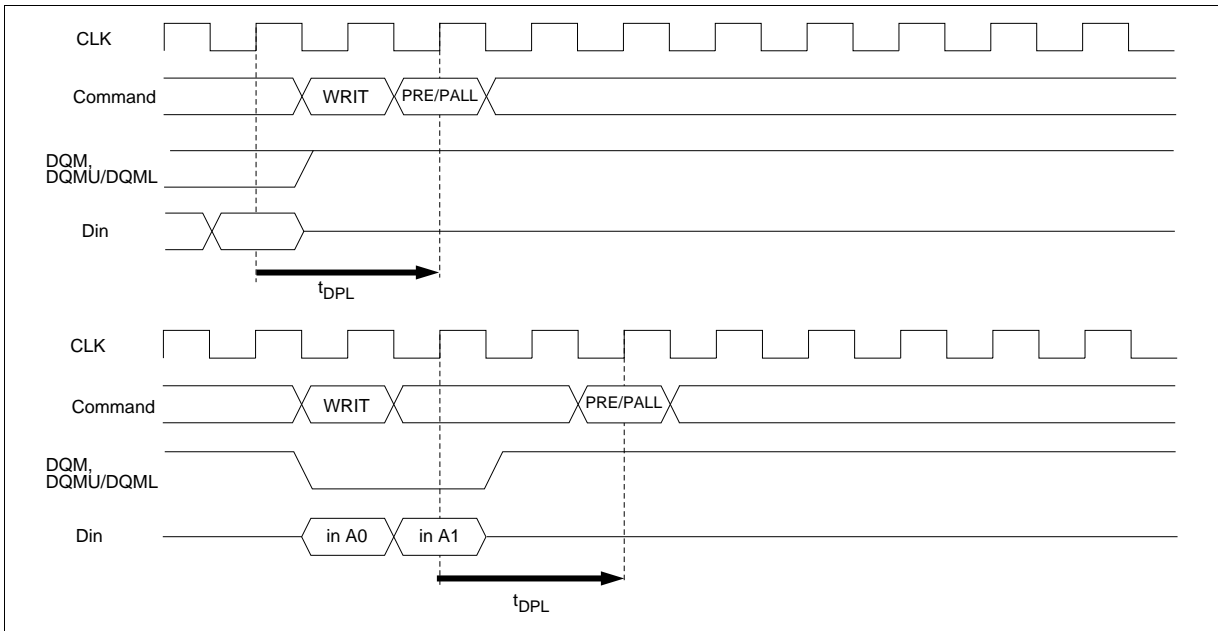 CLK
Command WRIT PRE/PALL
DQM,
DQMU/DQML
Din
tDPL
CLK
Command WRIT PRE/PALL
DQM,
DQMU/DQML
Din in A0 in A1
tDPL